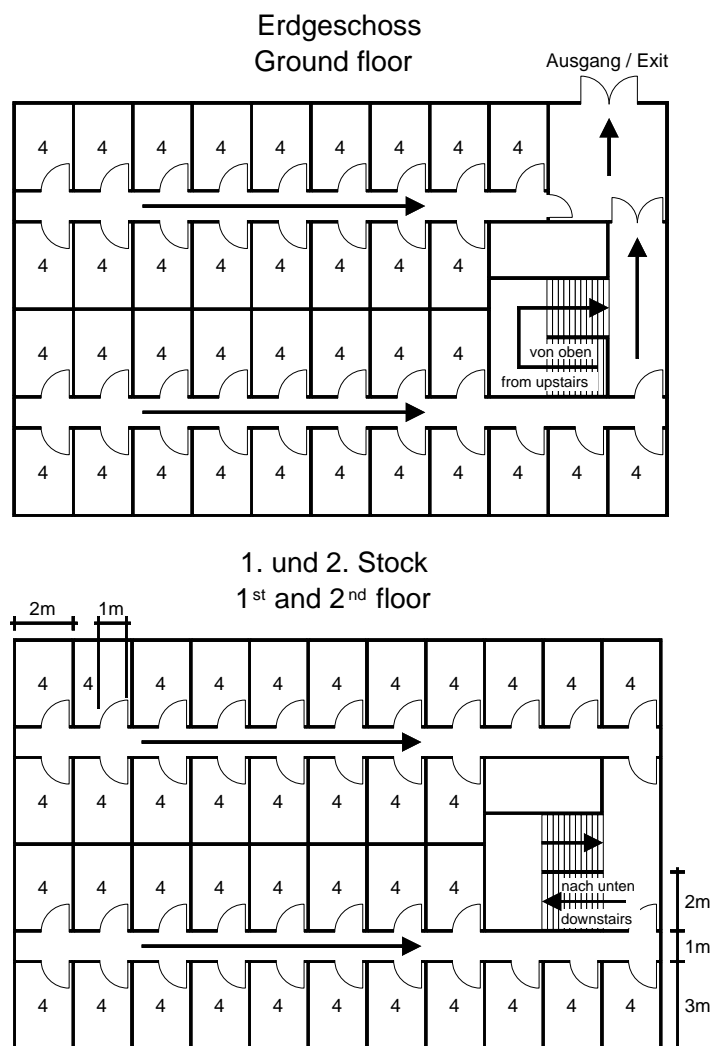 Erdgeschoss
Ground floor
Ausgang / Exit
4 4 4 4 4 4 4 4 4
4 4 4 4 4 4 4 4
4 4 4 4 4 4 4 4
von oben
from upstairs
4 4 4 4 4 4 4 4 4 4 4
1. und 2. Stock
1st and 2nd floor
2m 1m
4 4 4 4 4 4 4 4 4 4 4
4 4 4 4 4 4 4 4
4 4 4 4 4 4 4 4
nach unten
downstairs
2m
1m
4 4 4 4 4 4 4 4 4 4 4
3m